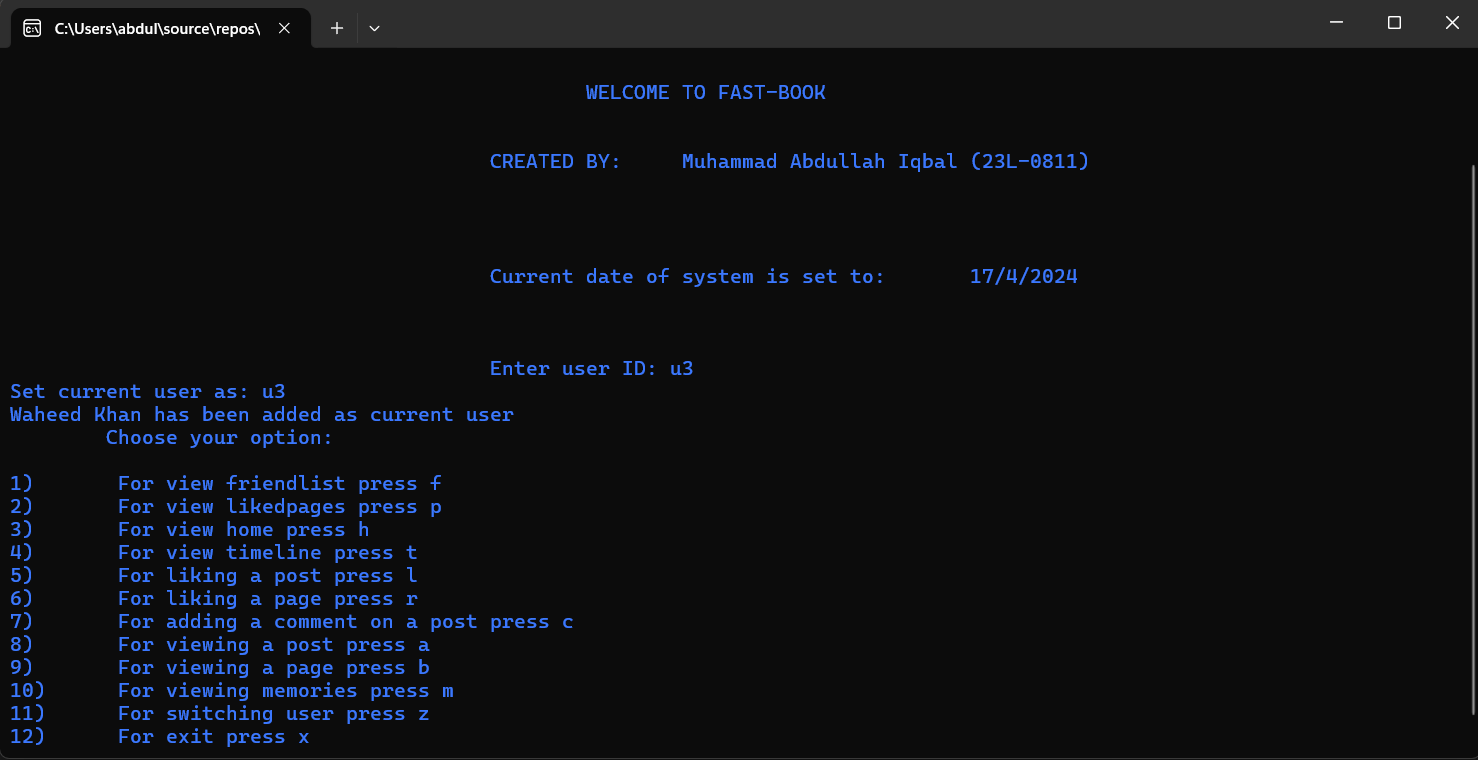 C:\Users\abdul\source\repos\
WELCOME TO FAST-BOOK
CREATED BY: Muhammad Abdullah Iqbal (23L-0811)
Current date of system is set to: 17/4/2024
Enter user ID: u3
Set current user as: u3
Waheed Khan has been added as current user
Choose your option:
1) For view friendlist press f
2) For view likedpages press p
3) For view home press h
4) For view timeline press t
5) For liking a post press l
6) For liking a page press r
7) For adding a comment on a post press c
8) For viewing a post press a
9) For viewing a page press b
10) For viewing memories press m
11) For switching user press z
12) For exit press x